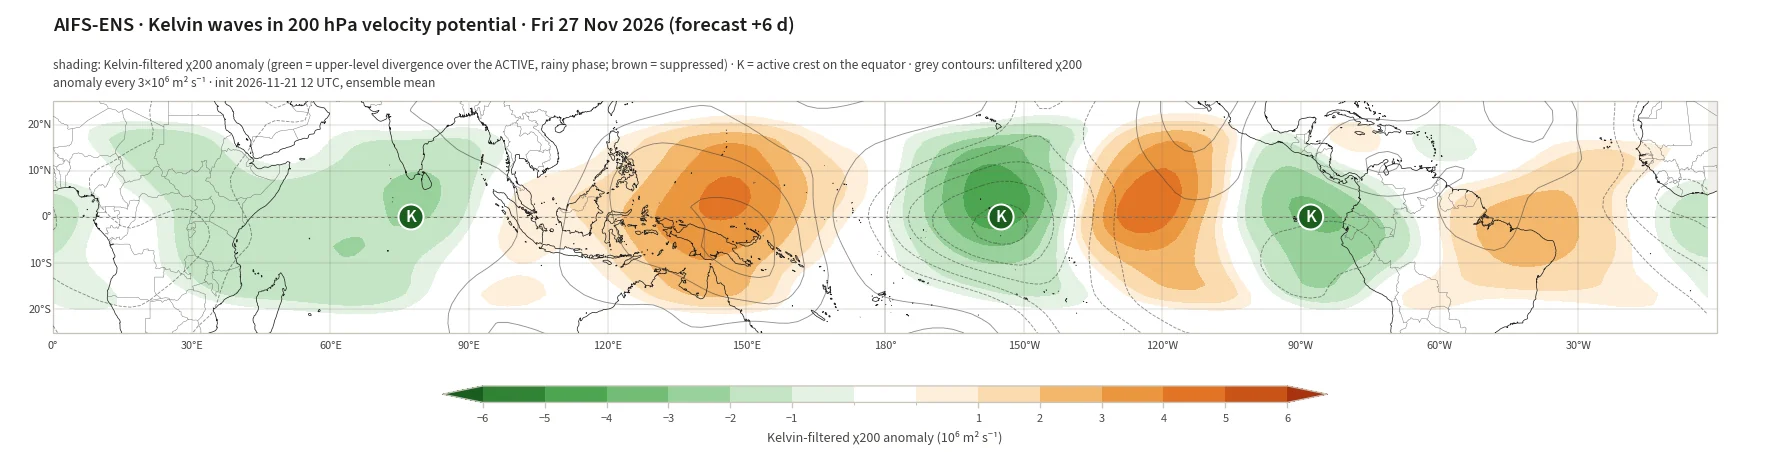 AIFS-ENS · Kelvin waves in 200 hPa velocity potential · Fri 27 Nov 2026 (forecast +6 d)
shading: Kelvin-filtered χ200 anomaly (green = upper-level divergence over the ACTIVE, rainy phase; brown = suppressed) · K = active crest on the equator · grey contours: unfiltered χ200
anomaly every 3×10⁶ m² s⁻¹ · init 2026-11-21 12 UTC, ensemble mean
20°N
10°N
0°
10°S
20°S
K
K
K
0° 30°E 60°E 90°E 120°E 150°E 180° 150°W 120°W 90°W 60°W 30°W
−6 −5 −4 −3 −2 −1 1 2 3 4 5 6
Kelvin-filtered χ200 anomaly (10⁶ m² s⁻¹)